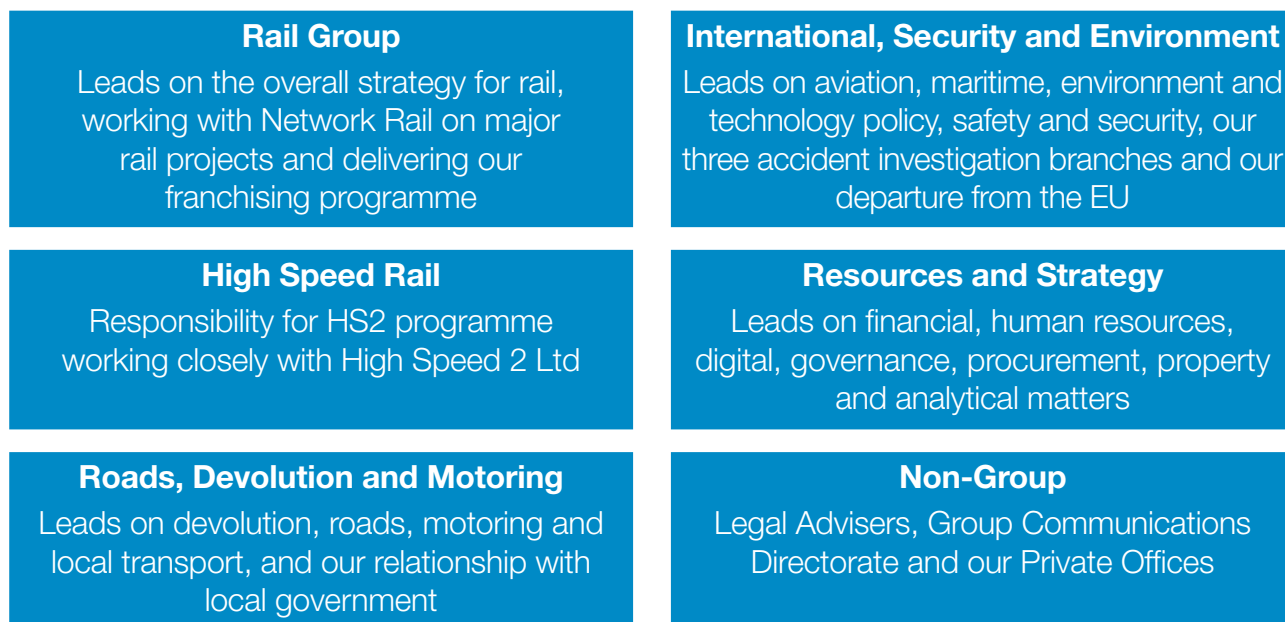 Rail Group
Leads on the overall strategy for rail,
working with Network Rail on major
rail projects and delivering our
franchising programme
International, Security and Environment
Leads on aviation, maritime, environment and
technology policy, safety and security, our
three accident investigation branches and our
departure from the EU
High Speed Rail
Responsibility for HS2 programme
working closely with High Speed 2 Ltd
Resources and Strategy
Leads on financial, human resources,
digital, governance, procurement, property
and analytical matters
Roads, Devolution and Motoring
Leads on devolution, roads, motoring and
local transport, and our relationship with
local government
Non-Group
Legal Advisers, Group Communications
Directorate and our Private Offices